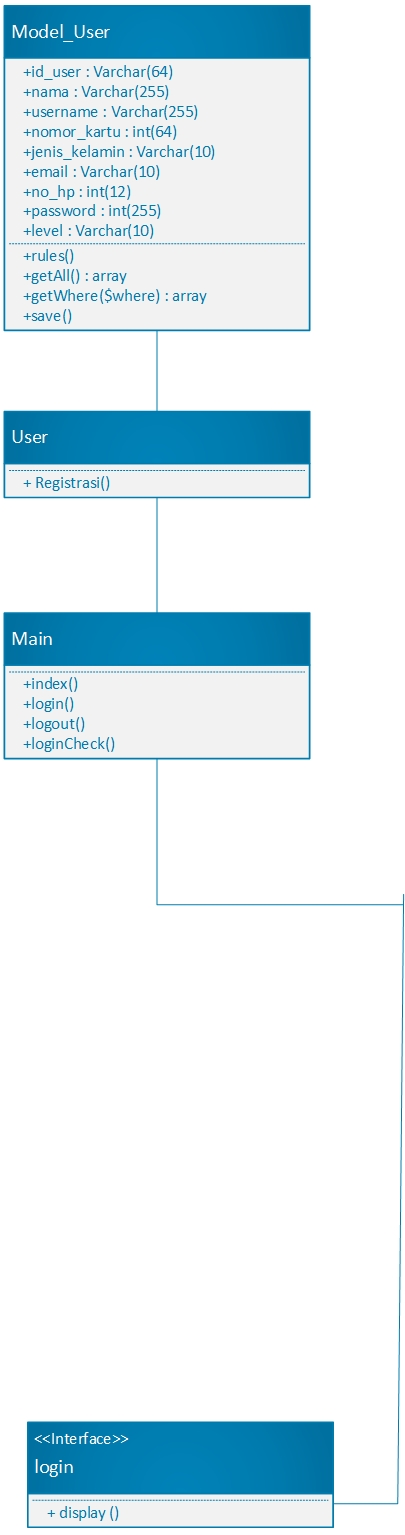 Model_User
+id_user : Varchar(64)
+nama : Varchar(255)
+username : Varchar(255)
+nomor_kartu : int(64)
+jenis_kelamin : Varchar(10)
+email : Varchar(10)
+no_hp : int(12)
+password : int(255)
+level : Varchar(10)
+rules()
+getAll() : array
+getWhere($where) : array
+save()
User
+ Registrasi()
Main
+index()
+login()
+logout()
+loginCheck()
<<Interface>>
login
+ display ()